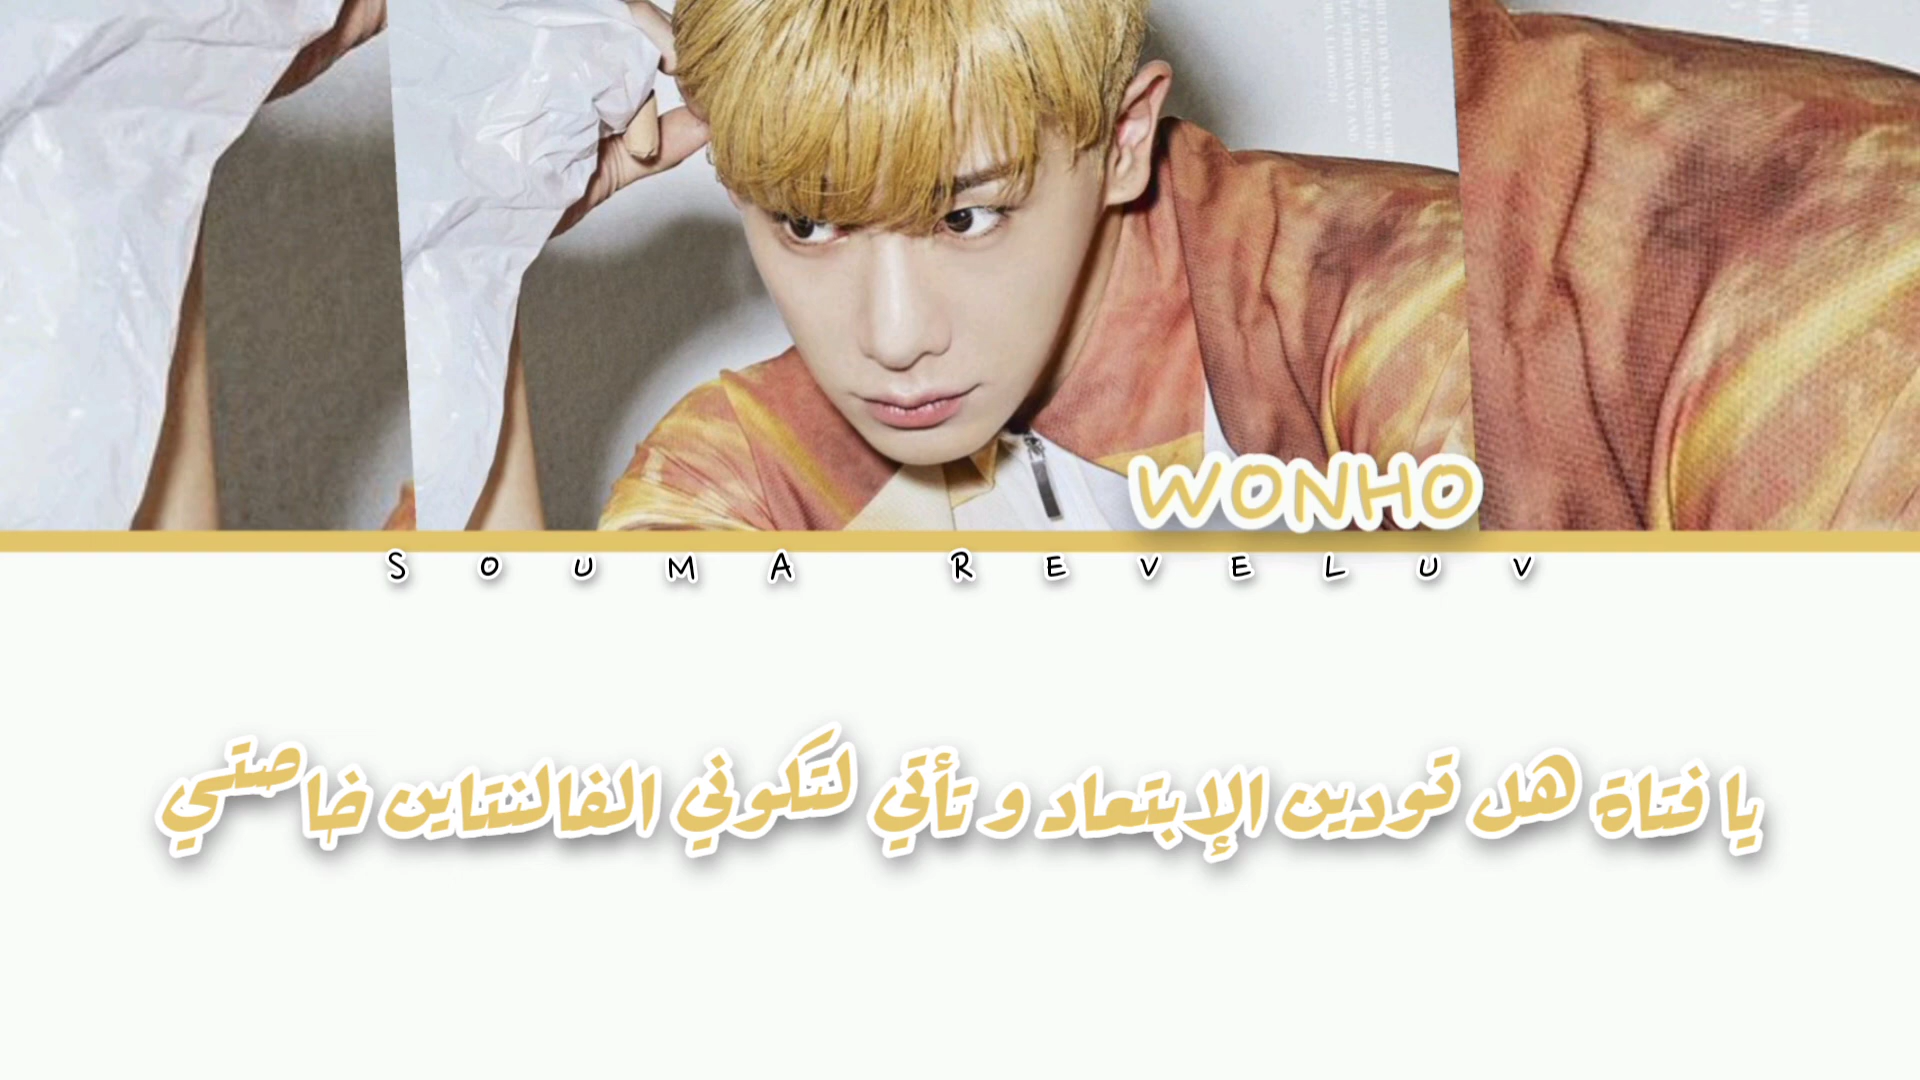 WONHO
SOUMA REVELUV
يا فتاة هل تودين الإبتعاد و تأتي لتكوني الفالنتاين خاصتي